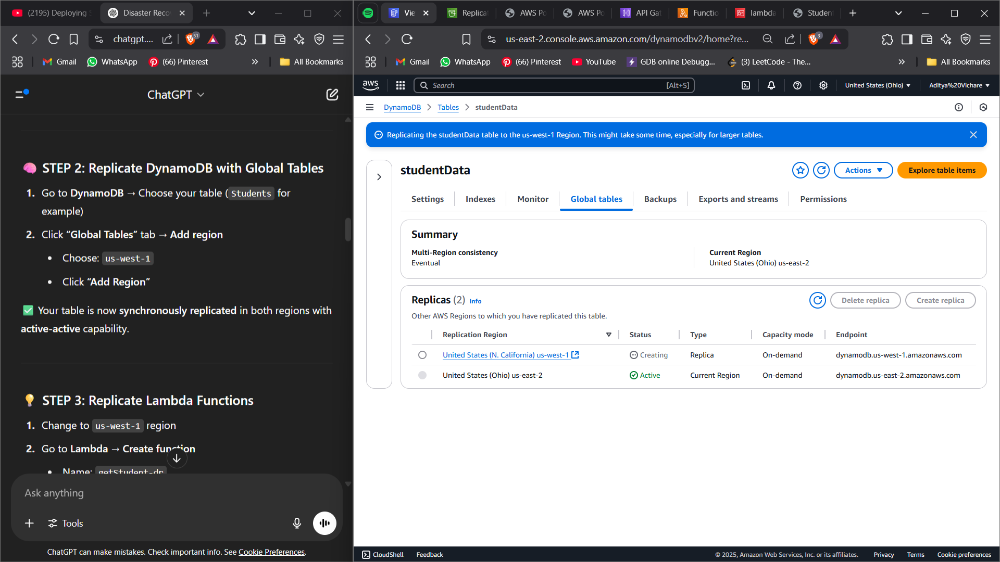 (2195) Deploying S
Disaster Reco
chatgpt....
51
Gmail
WhatsApp
(66) Pinterest
All Bookmarks
ChatGPT
STEP 2: Replicate DynamoDB with Global Tables
1. Go to DynamoDB → Choose your table ( Students for
example)
2. Click “Global Tables” tab → Add region
• Choose: us-west-1
• Click “Add Region”
✅ Your table is now synchronously replicated in both regions with
active-active capability.
STEP 3: Replicate Lambda Functions
1. Change to us-west-1 region
2. Go to Lambda → Create function
• Name: getStudent-dr
Ask anything
Tools
ChatGPT can make mistakes. Check important info. See Cookie Preferences.
Vie
Replicat
AWS Po
AWS Po
API Gat
Functio
lambda
Student
us-east-2.console.aws.amazon.com/dynamodbv2/home?re...
3
Gmail
WhatsApp
(66) Pinterest
YouTube
GDB online Debugg...
(3) LeetCode - The...
All Bookmarks
aws
Search
[Alt+S]
United States (Ohio)
Aditya%20Vichare
DynamoDB
Tables
studentData
Replicating the studentData table to the us-west-1 Region. This might take some time, especially for larger tables.
studentData
Actions
Explore table items
Settings
Indexes
Monitor
Global tables
Backups
Exports and streams
Permissions
Summary
Multi-Region consistency
Eventual
Current Region
United States (Ohio) us-east-2
Replicas (2) Info
Delete replica
Create replica
Other AWS Regions to which you have replicated this table.
Replication Region Status Type Capacity mode Endpoint
United States (N. California) us-west-1 Creating Replica On-demand dynamodb.us-west-1.amazonaws.com
United States (Ohio) us-east-2 Active Current Region On-demand dynamodb.us-east-2.amazonaws.com
CloudShell
Feedback
© 2025, Amazon Web Services, Inc. or its affiliates.
Privacy
Terms
Cookie preferences